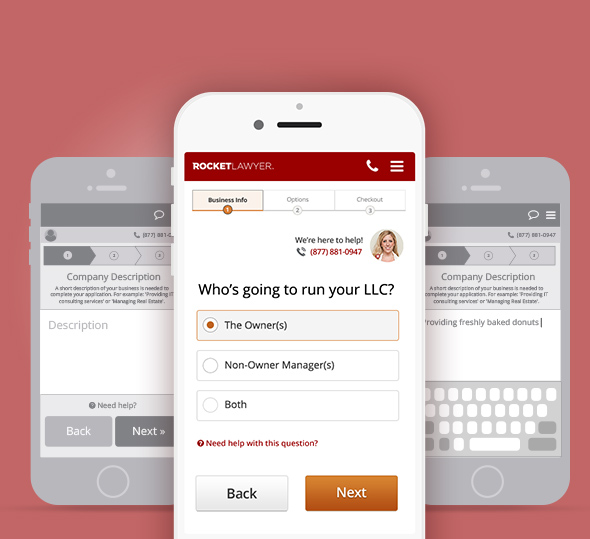 ROCKETLAWYER
Business Info
Options
Checkout
1
2
3
We're here to help!
(877) 881-0947
Who's going to run your LLC?
The Owner(s)
Non-Owner Manager(s)
Both
Need help with this question?
Back
Next
(877) 881-0947
1
2
3
Company Description
A short description of your business is needed to
complete your application. For example: 'Providing IT
consulting services' or 'Managing Real Estate'.
Description
Need help?
Back
Next »
(877) 881-0947
1
2
3
Company Description
A short description of your business is needed to
complete your application. For example: 'Providing IT
consulting services' or 'Managing Real Estate'.
Providing freshly baked donuts